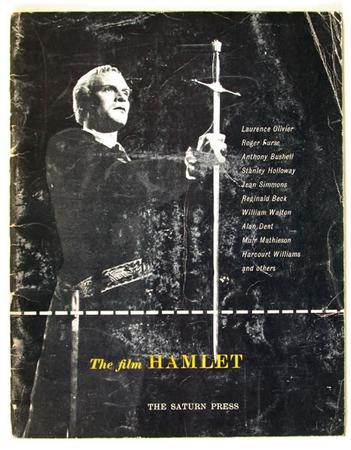 Laurence Olivier
Roger Furse
Anthony Bushell
Stanley Holloway
Jean Simmons
Reginald Beck
William Walton
Alan Dent
Muir Mathieson
Harcourt Williams
and others
The film HAMLET
THE SATURN PRESS